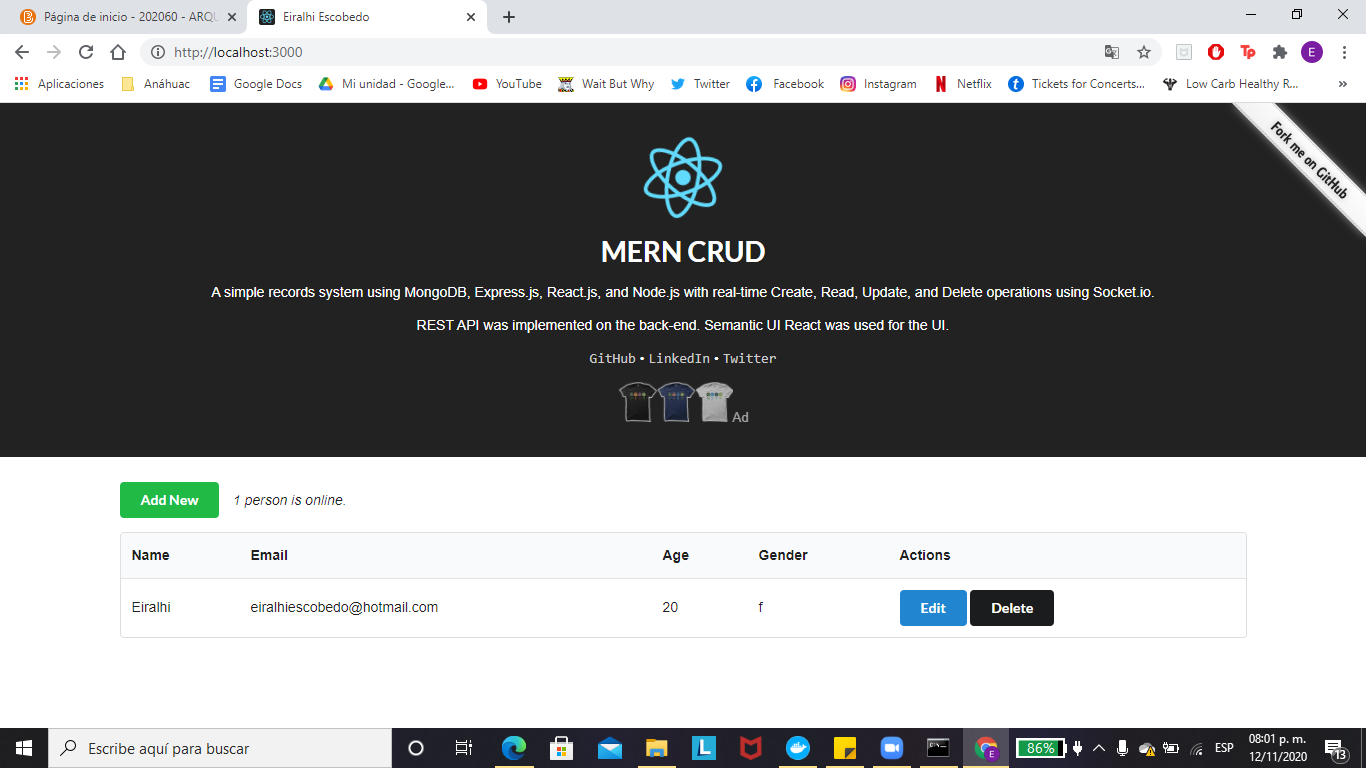 Página de inicio - 202060 - ARQU
Eiralhi Escobedo
http://localhost:3000
E
Aplicaciones
Anáhuac
Google Docs
Mi unidad - Google...
YouTube
Wait But Why
Twitter
Facebook
Instagram
Netflix
Tickets for Concerts...
Low Carb Healthy R...
»
Fork me on GitHub
MERN CRUD
A simple records system using MongoDB, Express.js, React.js, and Node.js with real-time Create, Read, Update, and Delete operations using Socket.io.
REST API was implemented on the back-end. Semantic UI React was used for the UI.
GitHub • LinkedIn • Twitter
Ad
Add New
1 person is online.
Name Email Age Gender Actions
Eiralhi eiralhiescobedo@hotmail.com 20 f Edit Delete
Escribe aquí para buscar
86%
ESP
08:01 p. m.
12/11/2020
13